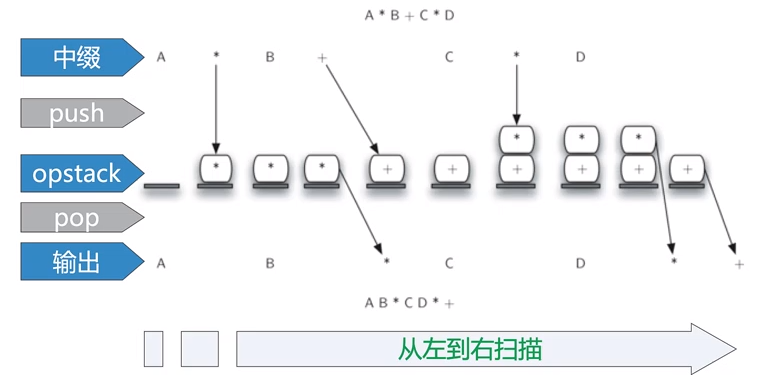 A * B + C * D
中缀 A * B + C * D
push
* * * + + * + * + * + +
opstack
pop
输出 A B * C D * +
A B * C D * +
从左到右扫描